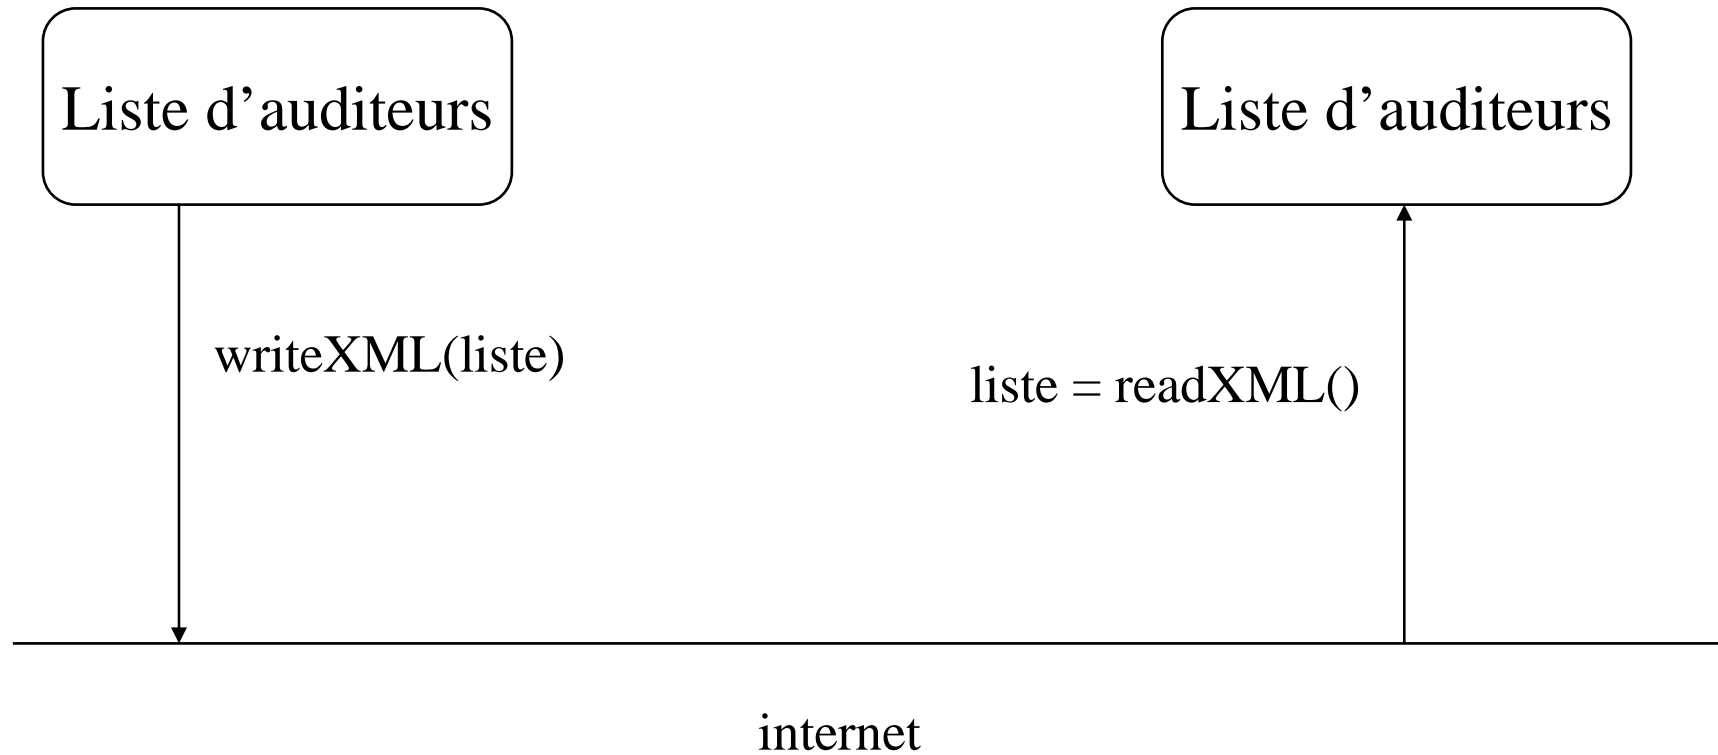 Liste d’auditeurs
Liste d’auditeurs
writeXML(liste)
liste = readXML()
internet